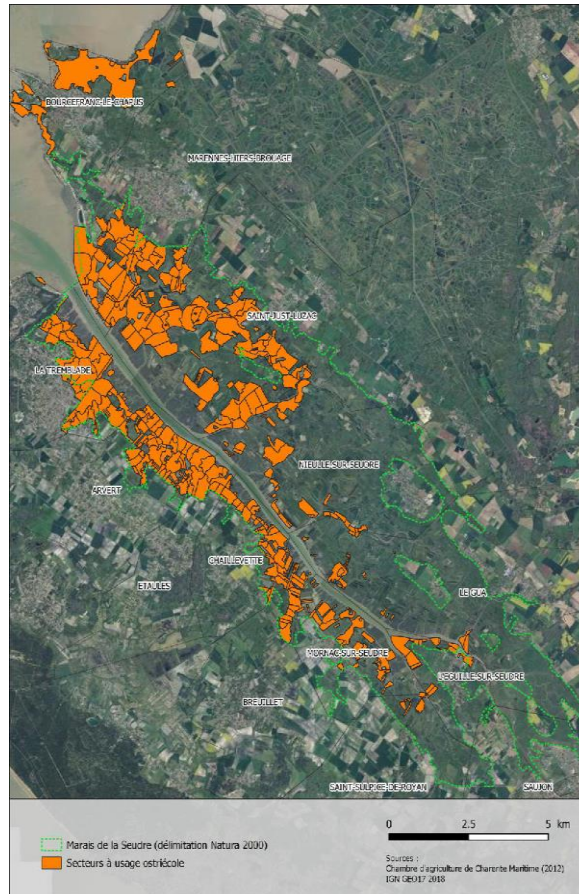 BOURCEFRANC-LE-CHAPUS
MARENNES-HIERS-BROUAGE
SAINT-JUST-LUZAC
LA TREMBLADE
NIEULLE-SUR-SEUDRE
ARVERT
CHAILLEVETTE
ETAULES
LE GUA
MORNAC-SUR-SEUDRE
L'EGUILLE-SUR-SEUDRE
BREUILLET
SAINT-SULPICE-DE-ROYAN
SAUJON
0 2.5 5 km
Marais de la Seudre (délimitation Natura 2000)
Secteurs à usage ostréicole
Sources :
Chambre d'agriculture de Charente Maritime (2012)
IGN GEO17 2018